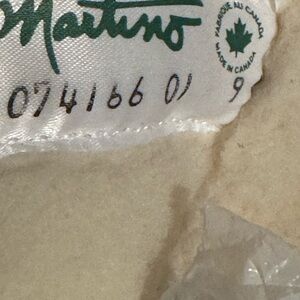 Martino
FABRIQUÉ AU CANADA
MADE IN CANADA
074166 01 9